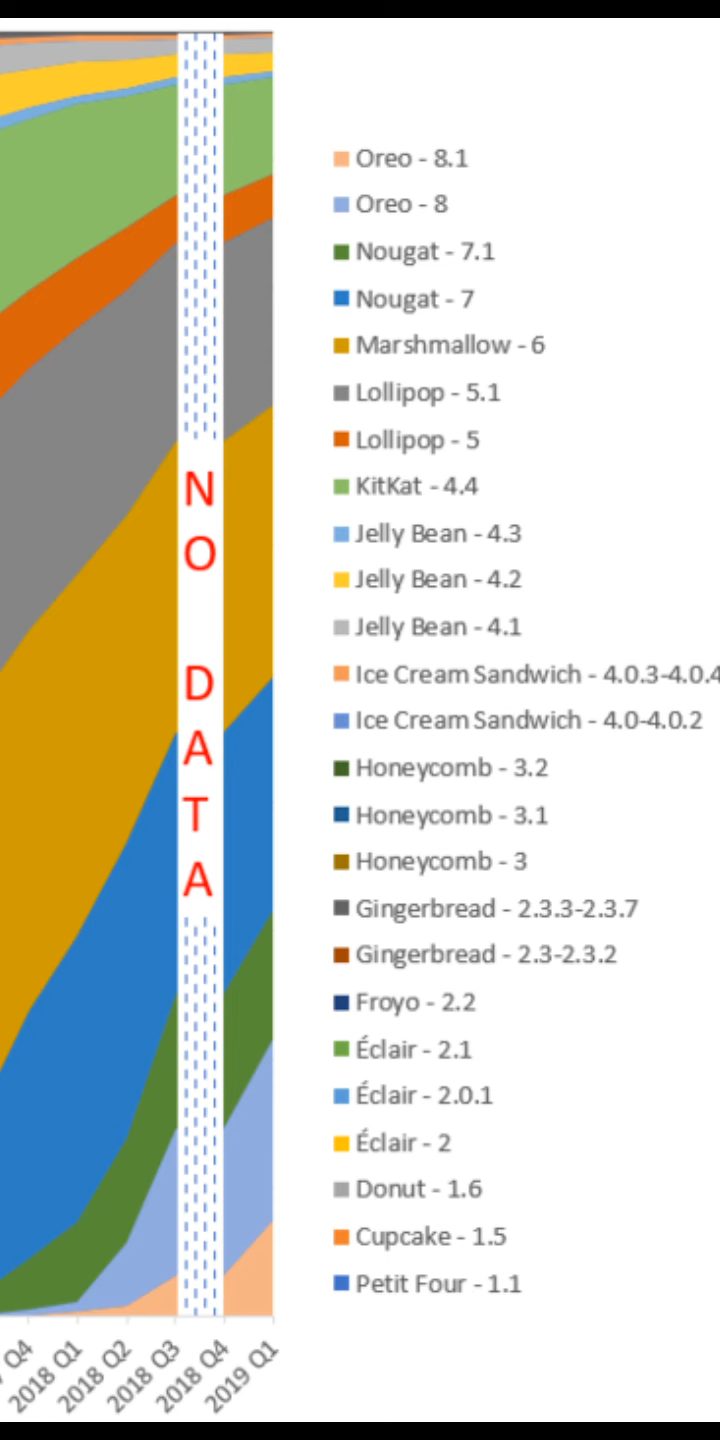 Oreo - 8.1
Oreo - 8
Nougat - 7.1
Nougat - 7
Marshmallow - 6
Lollipop - 5.1
Lollipop - 5
KitKat - 4.4
Jelly Bean - 4.3
Jelly Bean - 4.2
Jelly Bean - 4.1
Ice Cream Sandwich - 4.0.3-4.0.4
Ice Cream Sandwich - 4.0-4.0.2
Honeycomb - 3.2
Honeycomb - 3.1
Honeycomb - 3
Gingerbread - 2.3.3-2.3.7
Gingerbread - 2.3-2.3.2
Froyo - 2.2
Éclair - 2.1
Éclair - 2.0.1
Éclair - 2
Donut - 1.6
Cupcake - 1.5
Petit Four - 1.1
NO DATA
Q4
2018 Q1
2018 Q2
2018 Q3
2018 Q4
2019 Q1